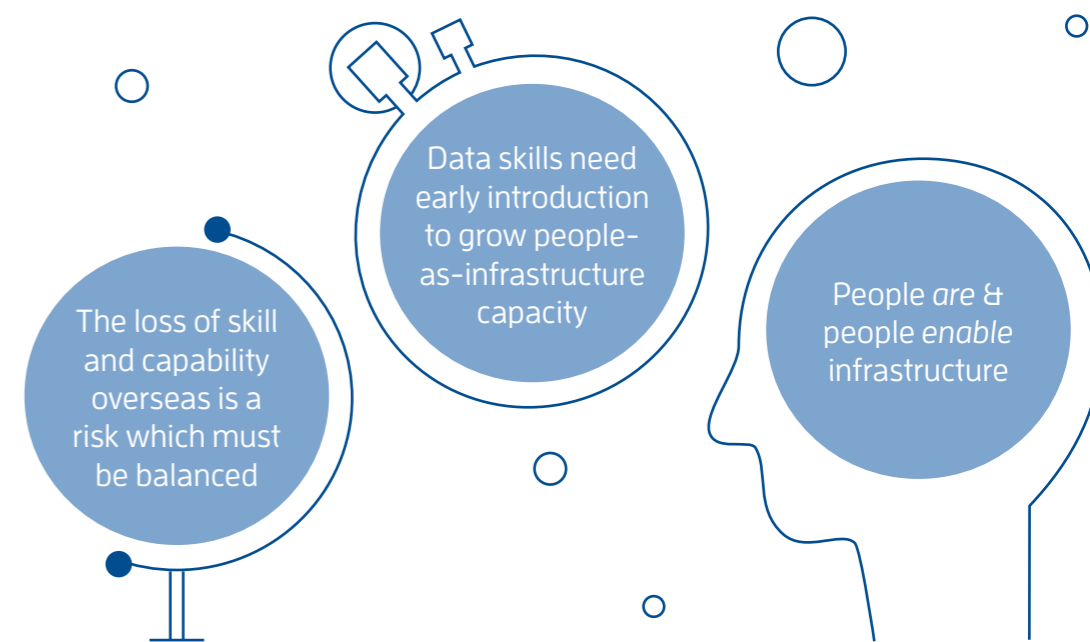 The loss of skill
and capability
overseas is a
risk which must
be balanced
Data skills need
early introduction
to grow people-
as-infrastructure
capacity
People are &
people enable
infrastructure